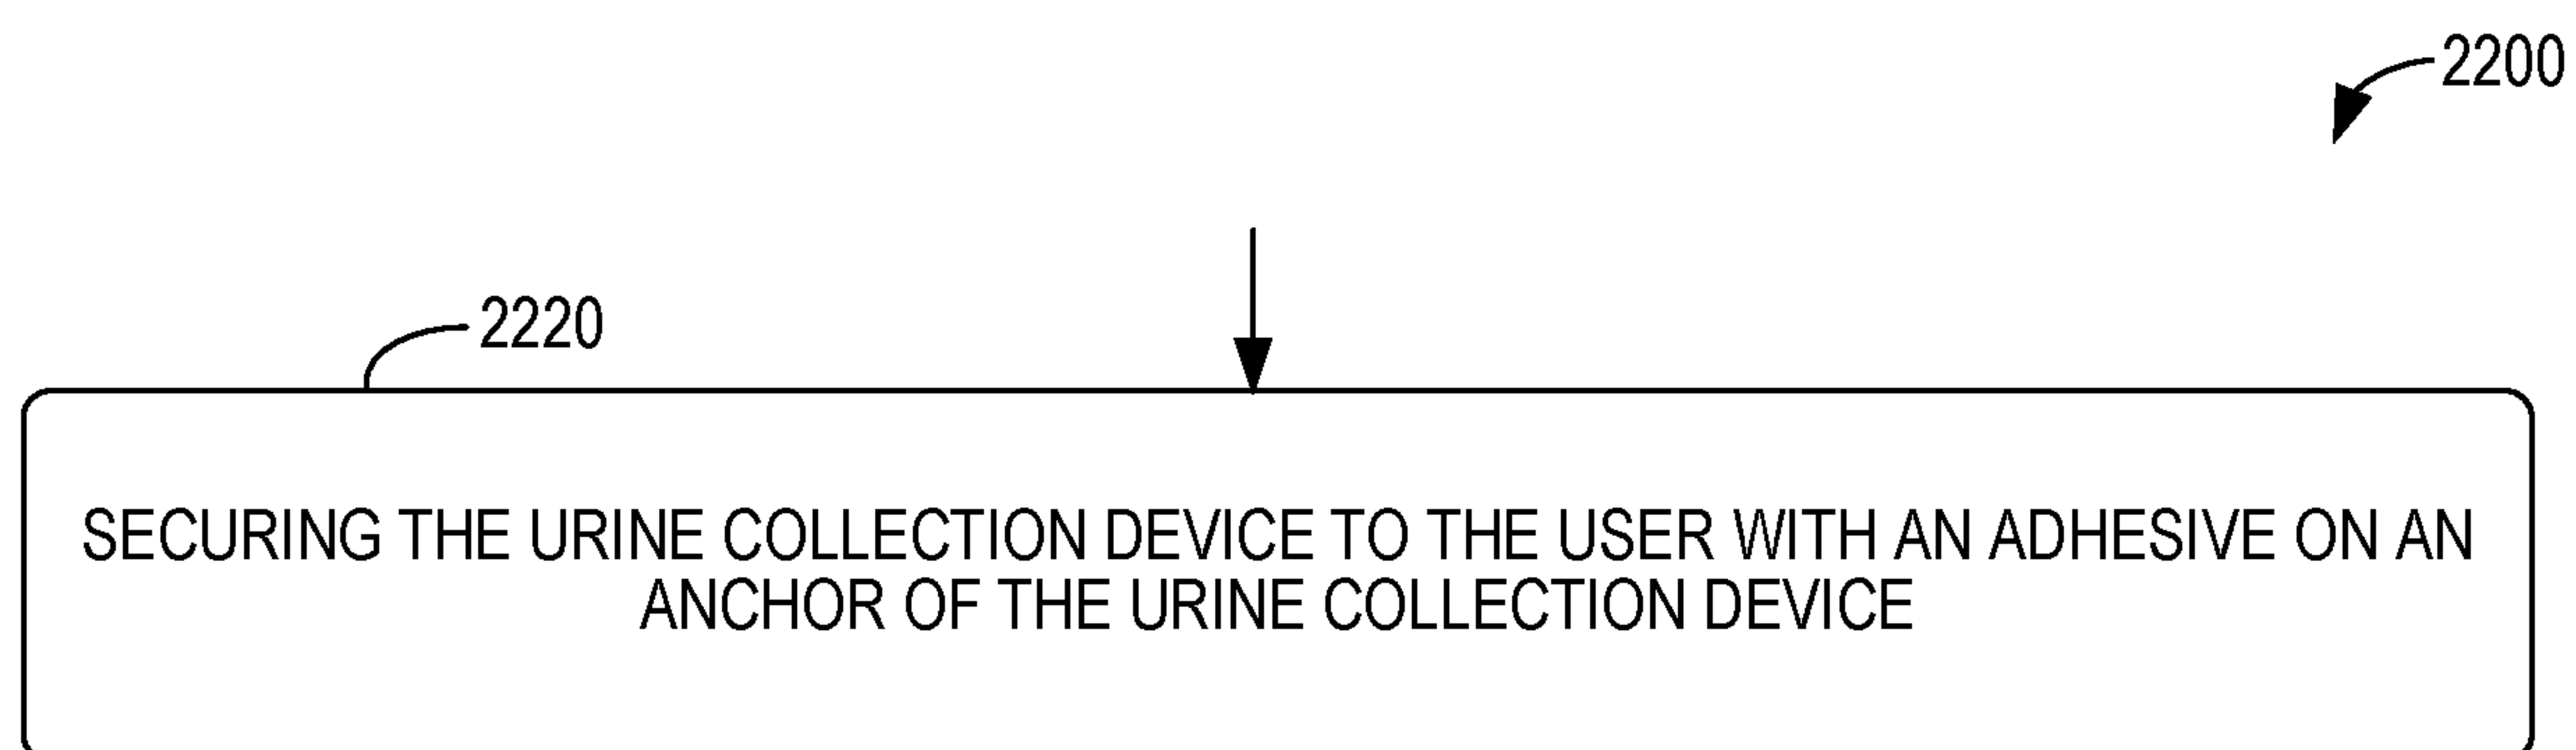 2200
2220
SECURING THE URINE COLLECTION DEVICE TO THE USER WITH AN ADHESIVE ON AN
ANCHOR OF THE URINE COLLECTION DEVICE